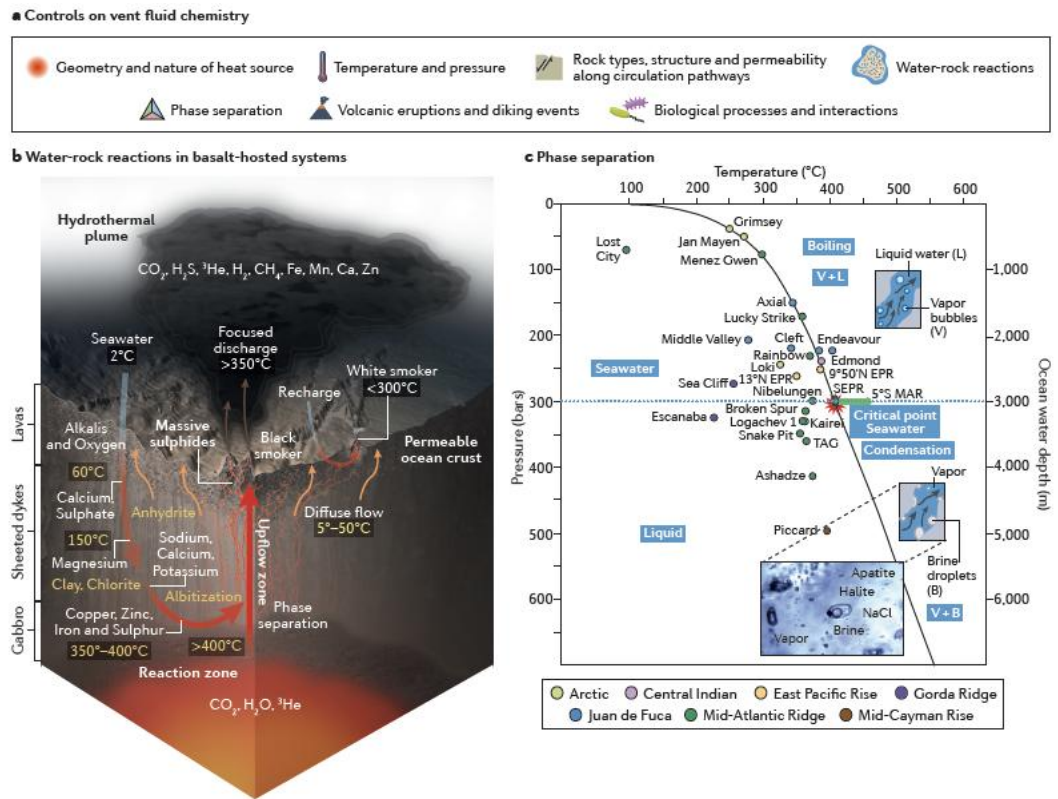 a Controls on vent fluid chemistry
Geometry and nature of heat source
Temperature and pressure
Rock types, structure and permeability
along circulation pathways
Water-rock reactions
Phase separation
Volcanic eruptions and diking events
Biological processes and interactions
b Water-rock reactions in basalt-hosted systems
Hydrothermal
plume
CO₂, H₂S, ³He, H₂, CH₄, Fe, Mn, Ca, Zn
Seawater
2°C
Focused
discharge
>350°C
White smoker
<300°C
Recharge
Lavas
Alkalis
and Oxygen
Massive
sulphides
Black
smoker
Permeable
ocean crust
60°C
Calcium,
Sulphate
Anhydrite
Diffuse flow
5°–50°C
Sheeted dykes
150°C
Sodium,
Calcium,
Potassium
Magnesium
Clay, Chlorite
Albitization
Upflow zone
Phase
separation
Gabbro
Copper, Zinc,
Iron and Sulphur
350°–400°C
>400°C
Reaction zone
CO₂, H₂O, ³He
c Phase separation
Temperature (°C)
100 200 300 400 500 600
Pressure (bars)
0
100
200
300
400
500
600
Ocean water depth (m)
1,000
2,000
3,000
4,000
5,000
6,000
Grimsey
Lost
City
Jan Mayen
Menez Gwen
Boiling
V+L
Liquid water (L)
Vapor
bubbles
(V)
Axial
Lucky Strike
Middle Valley
Cleft
Endeavour
Rainbow
Edmond
Loki
9°50'N EPR
Seawater
Sea Cliff
13°N EPR
Nibelungen
SEPR
5°S MAR
Escanaba
Broken Spur
Logachev 1
Kairei
Snake Pit
TAG
Critical point
Seawater
Condensation
Ashadze
Vapor
Liquid
Piccard
Brine
droplets
(B)
V+B
Apatite
Halite
NaCl
Brine
Vapor
Arctic
Central Indian
East Pacific Rise
Gorda Ridge
Juan de Fuca
Mid-Atlantic Ridge
Mid-Cayman Rise